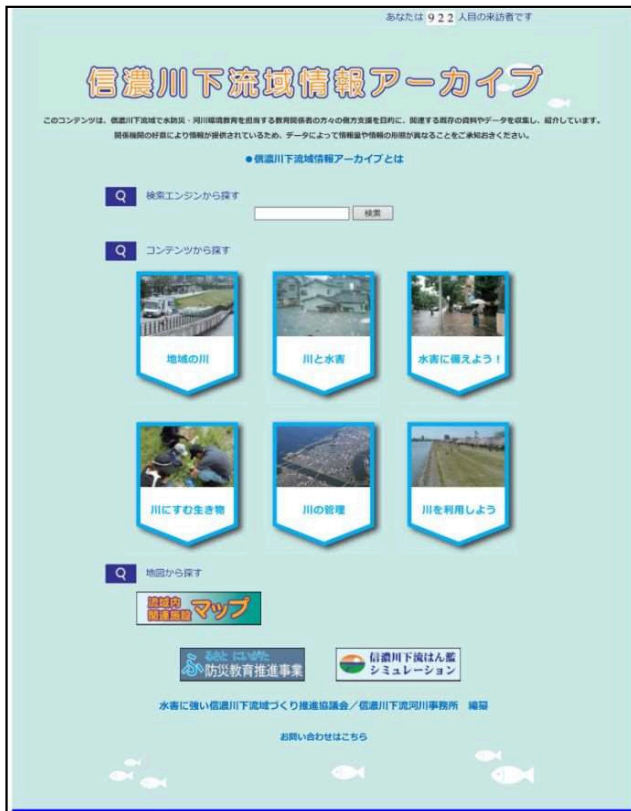 あなたは 922 人目の来訪者です
信濃川下流域情報アーカイブ
このコンテンツは、信濃川下流域で水防災・河川環境教育を担当する教育関係者の方々の側方支援を目的に、関連する既存の資料やデータを収集し、紹介しています。
関係機関の好意により情報が提供されているため、データによって情報量や情報の形態が異なることをご承知おきください。
●信濃川下流域情報アーカイブとは
検索エンジンから探す
検索
コンテンツから探す
地域の川
川と水害
水害に備えよう！
川にすむ生き物
川の管理
川を利用しよう
地図から探す
流域内
関連施設 マップ
ふるさと にいがた
防災教育推進事業
信濃川下流はん濫
シミュレーション
水害に強い信濃川下流域づくり推進協議会／信濃川下流河川事務所 編纂
お問い合わせはこちら